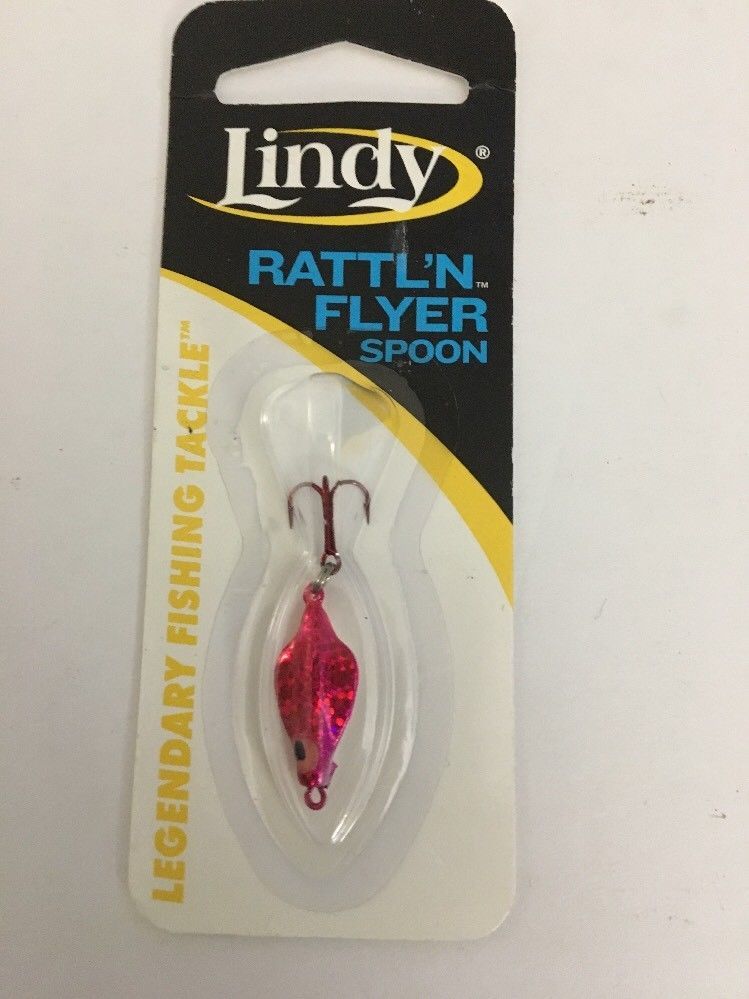 Lindy®
RATTL'N™
FLYER
SPOON
LEGENDARY FISHING TACKLE™